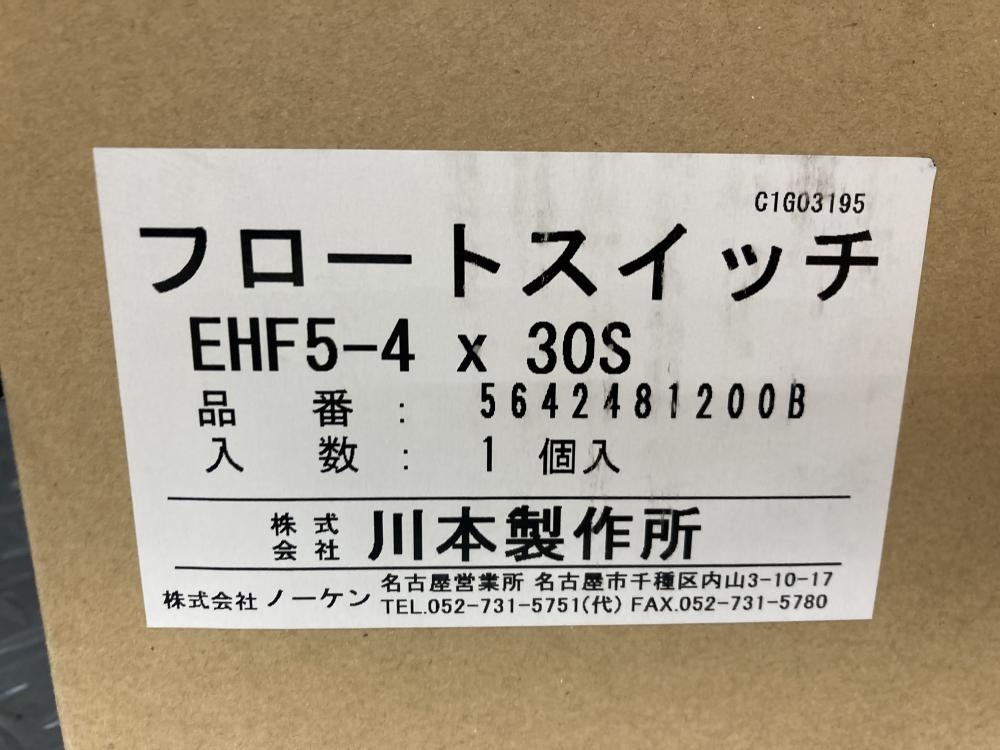 C1G03195
フロートスイッチ
EHF5-4 x 30S
品 番 : 5642481200B
入 数 : 1 個入
株式会社 川本製作所
株式会社 ノーケン 名古屋営業所 名古屋市千種区内山3-10-17
TEL.052-731-5751(代) FAX.052-731-5780